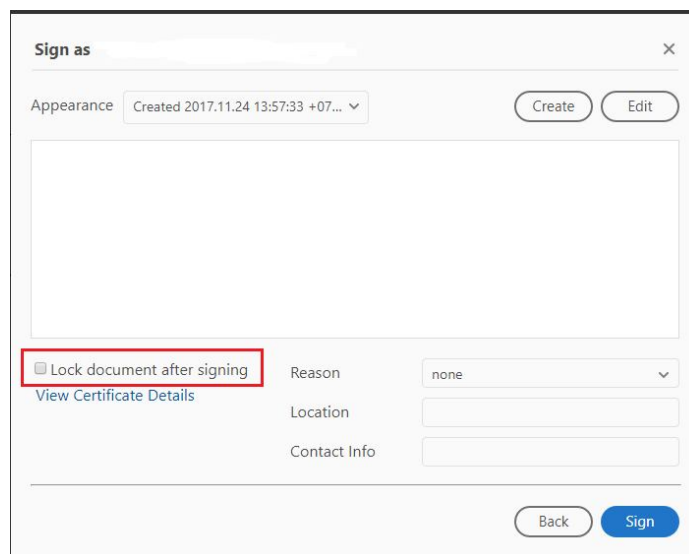 Sign as
Appearance Created 2017.11.24 13:57:33 +07... Create Edit
Lock document after signing
View Certificate Details
Reason none
Location
Contact Info
Back Sign